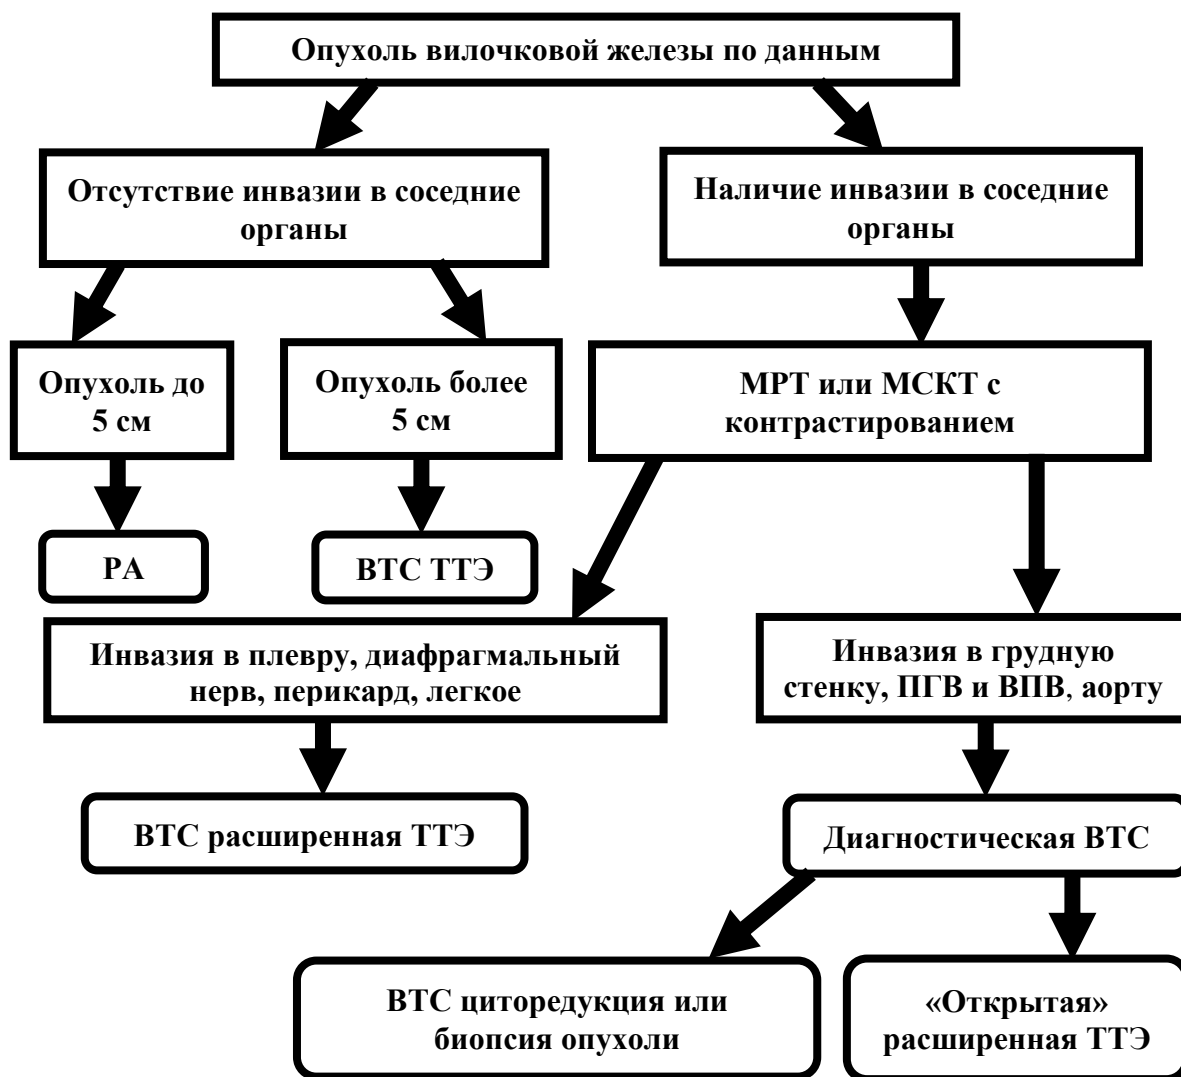 Опухоль вилочковой железы по данным
Отсутствие инвазии в соседние
органы
Наличие инвазии в соседние
органы
Опухоль до
5 см
Опухоль более
5 см
МРТ или МСКТ с
контрастированием
РА
ВТС ТТЭ
Инвазия в плевру, диафрагмальный
нерв, перикард, легкое
Инвазия в грудную
стенку, ПГВ и ВПВ, аорту
ВТС расширенная ТТЭ
Диагностическая ВТС
ВТС циторедукция или
биопсия опухоли
«Открытая»
расширенная ТТЭ